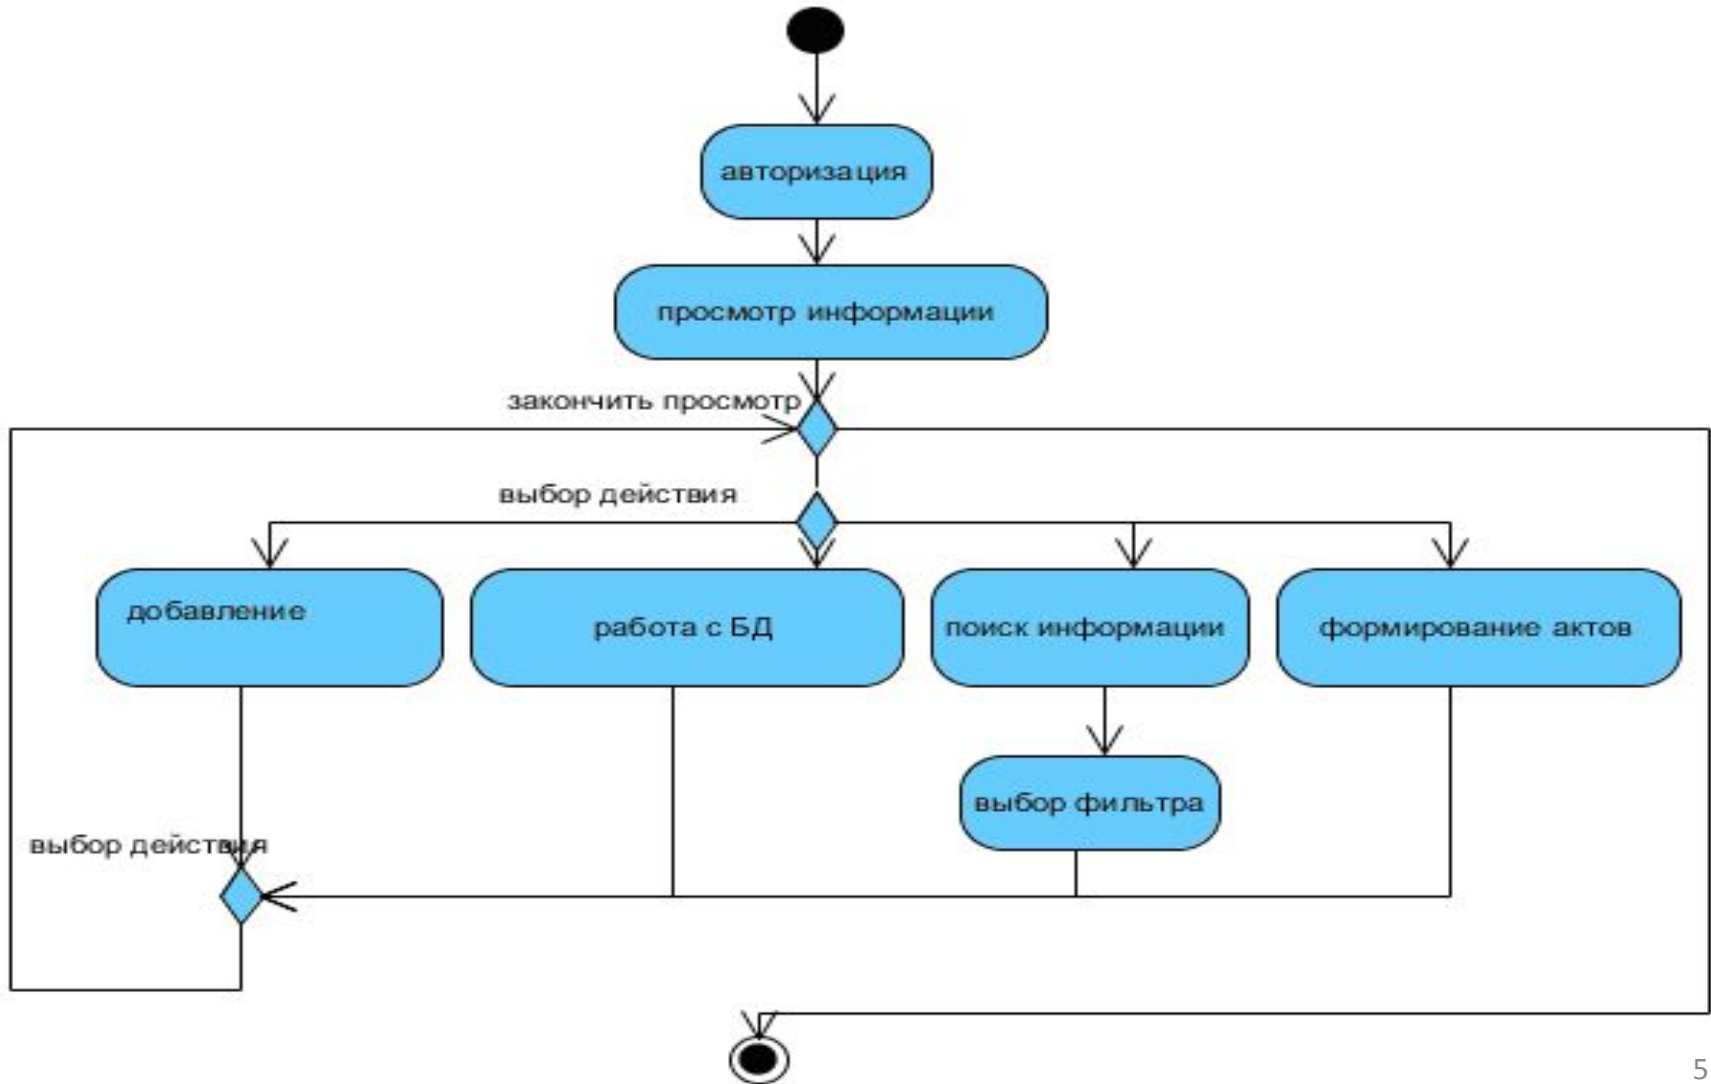 авторизация
просмотр информации
закончить просмотр
выбор действия
добавление
работа с БД
поиск информации
формирование актов
выбор фильтра
выбор действия
5